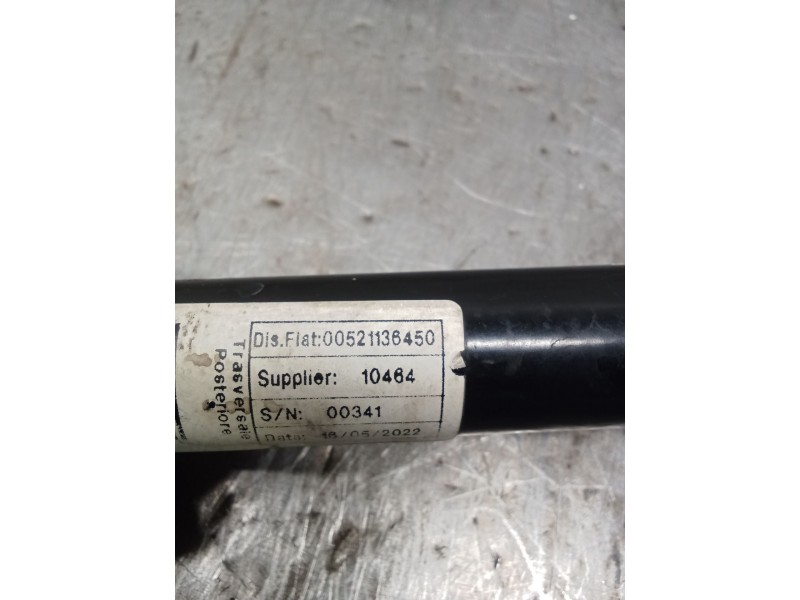 Dis.Fiat:00521136450
Supplier: 10464
S/N: 00341
Data: 16/05/2022
Trasversale
Posteriore